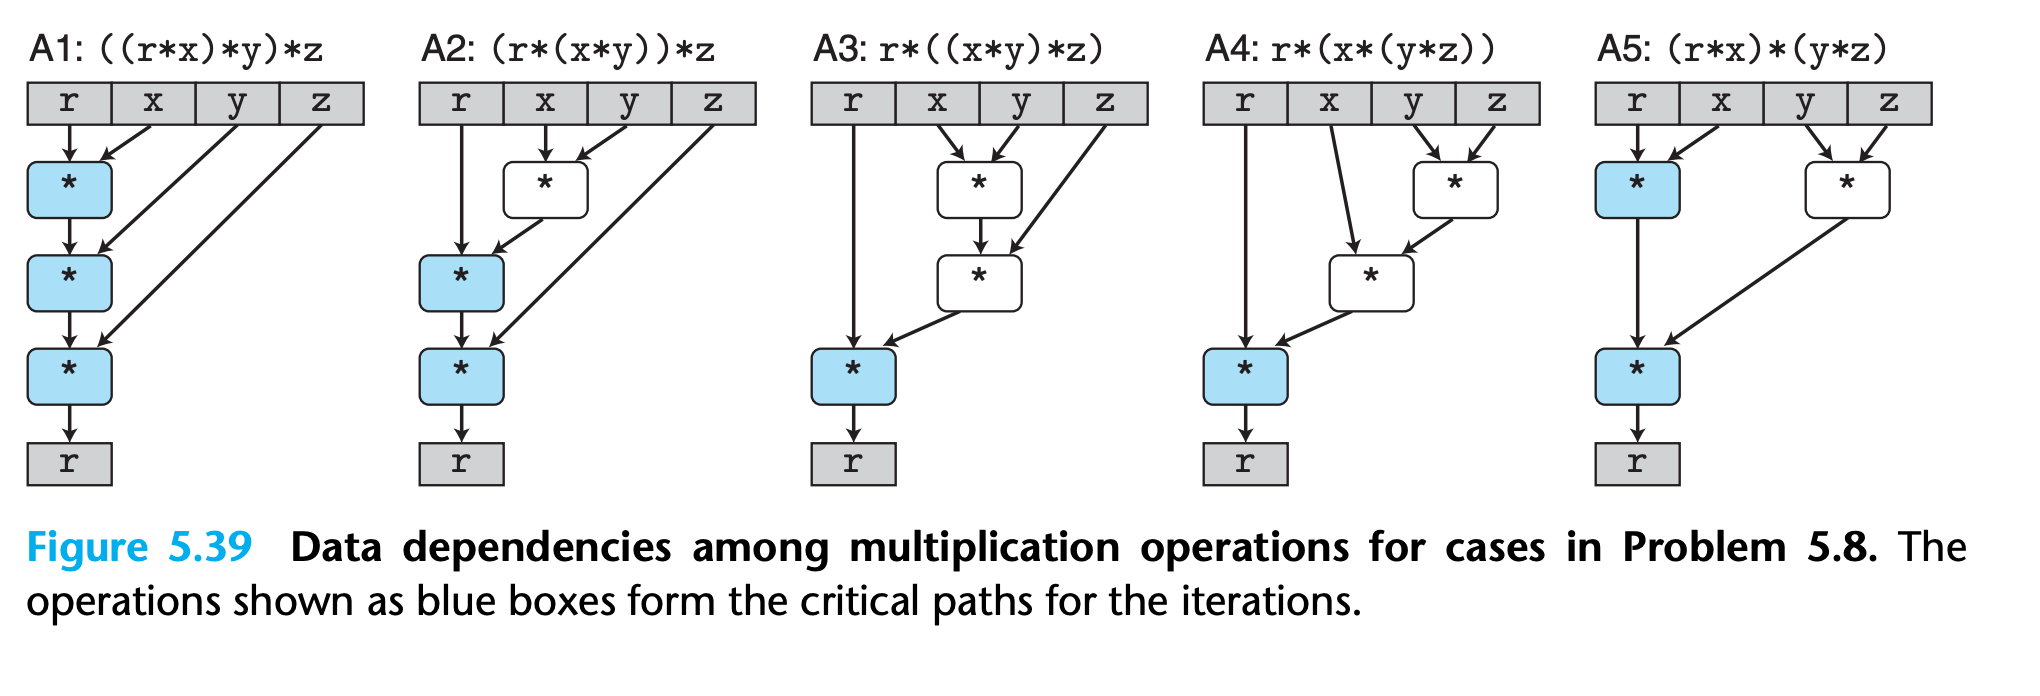 A1: ((r*x)*y)*z A2: (r*(x*y))*z A3: r*((x*y)*z) A4: r*(x*(y*z)) A5: (r*x)*(y*z)
r x y z r x y z r x y z r x y z r x y z
* * * * * *
* * * *
* * * * *
r r r r r
Figure 5.39 Data dependencies among multiplication operations for cases in Problem 5.8. The
operations shown as blue boxes form the critical paths for the iterations.